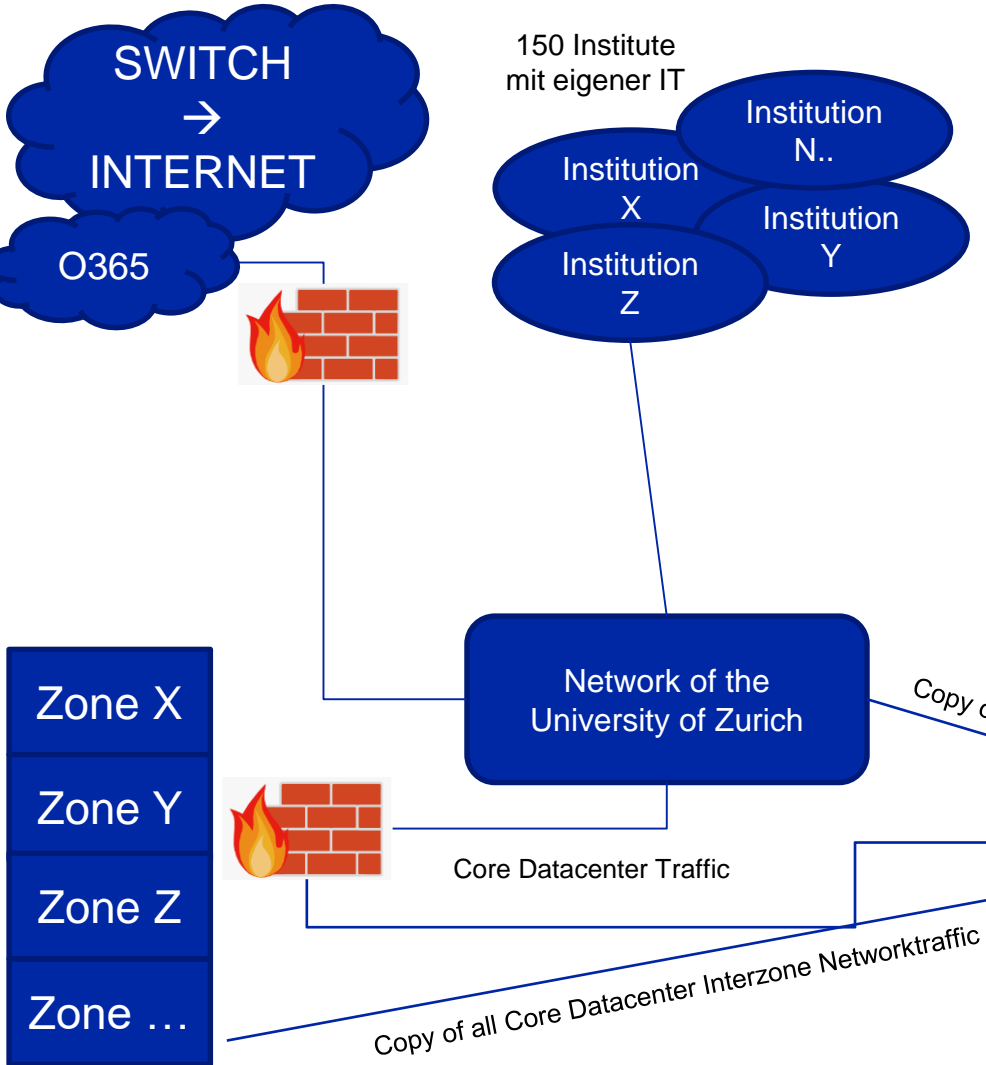 SWITCH
→
INTERNET
O365
150 Institute
mit eigener IT
Institution
N..
Institution
X
Institution
Y
Institution
Z
Network of the
University of Zurich
Copy o
Zone X
Zone Y
Zone Z
Zone …
Core Datacenter Traffic
Copy of all Core Datacenter Interzone Networktraffic